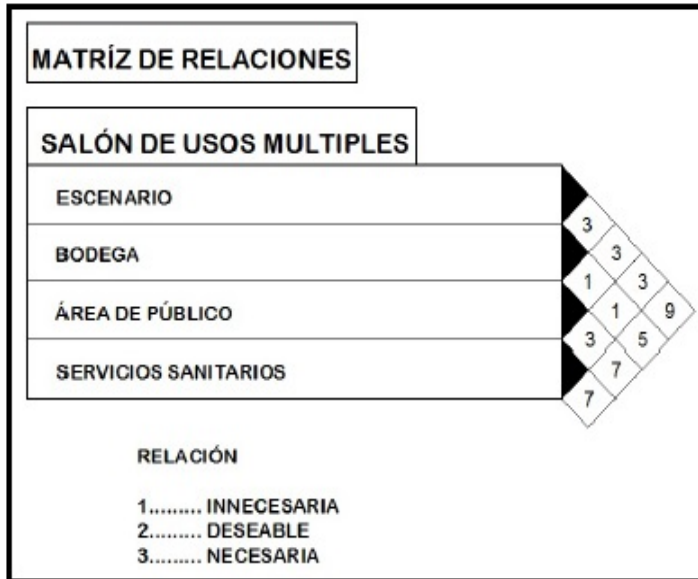 MATRÍZ DE RELACIONES
SALÓN DE USOS MULTIPLES
ESCENARIO
3
3
BODEGA
3
1
9
1
ÁREA DE PÚBLICO
5
3
7
SERVICIOS SANITARIOS
7
RELACIÓN
1......... INNECESARIA
2......... DESEABLE
3......... NECESARIA